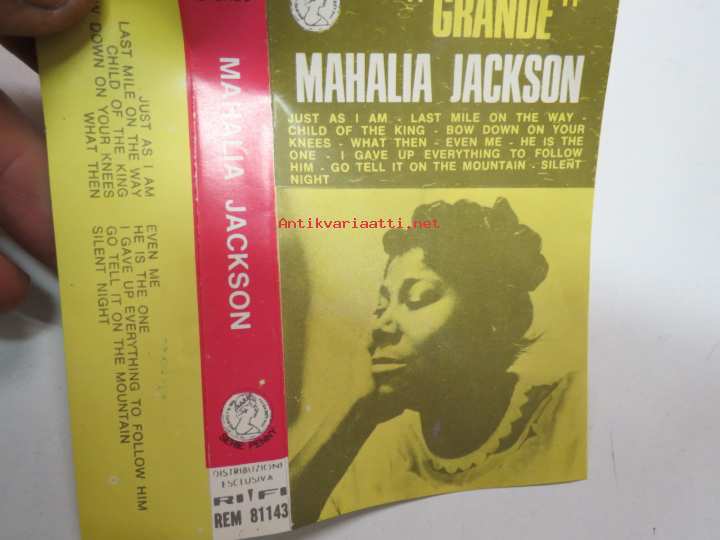 " GRANDE "
MAHALIA JACKSON
JUST AS I AM - LAST MILE ON THE WAY -
CHILD OF THE KING - BOW DOWN ON YOUR
KNEES - WHAT THEN - EVEN ME - HE IS THE
ONE - I GAVE UP EVERYTHING TO FOLLOW
HIM - GO TELL IT ON THE MOUNTAIN - SILENT
NIGHT
Antikvariaatti.net
MAHALIA JACKSON
SERIE PENNY
DISTRIBUZIONE
ESCLUSIVA
RI-FI
REM 81143
JUST AS I AM
LAST MILE ON THE WAY
CHILD OF THE KING
BOW DOWN ON YOUR KNEES
WHAT THEN
EVEN ME
HE IS THE ONE
I GAVE UP EVERYTHING TO FOLLOW HIM
GO TELL IT ON THE MOUNTAIN
SILENT NIGHT